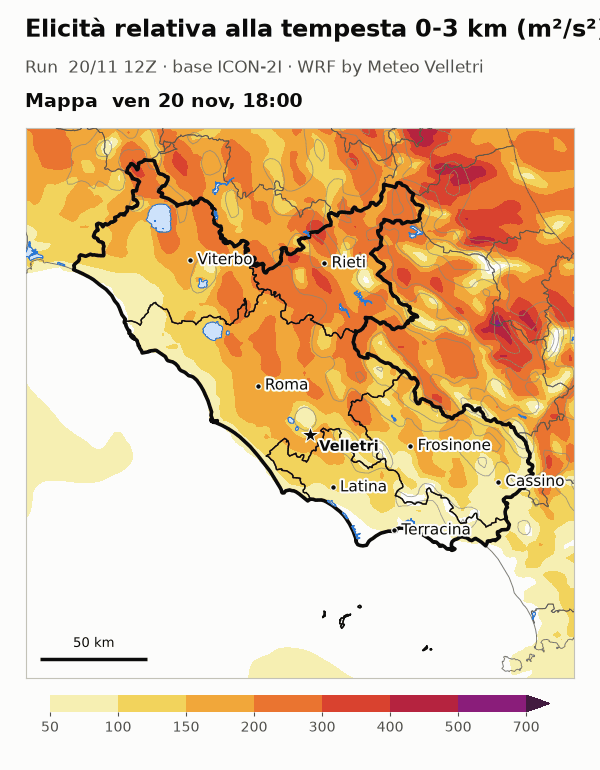 Elicità relativa alla tempesta 0-3 km (m²/s²)
Run  20/11 12Z · base ICON-2I · WRF by Meteo Velletri
Mappa  ven 20 nov, 18:00
Viterbo
Rieti
Roma
Velletri
Frosinone
Latina
Cassino
Terracina
50 km
50 100 150 200 300 400 500 700